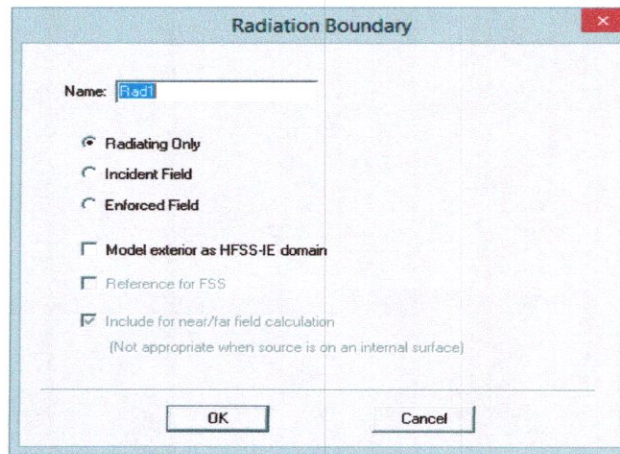 Radiation Boundary
Name: Rad1
Radiating Only
Incident Field
Enforced Field
Model exterior as HFSS-IE domain
Reference for FSS
Include for near/far field calculation
(Not appropriate when source is on an internal surface)
OK
Cancel